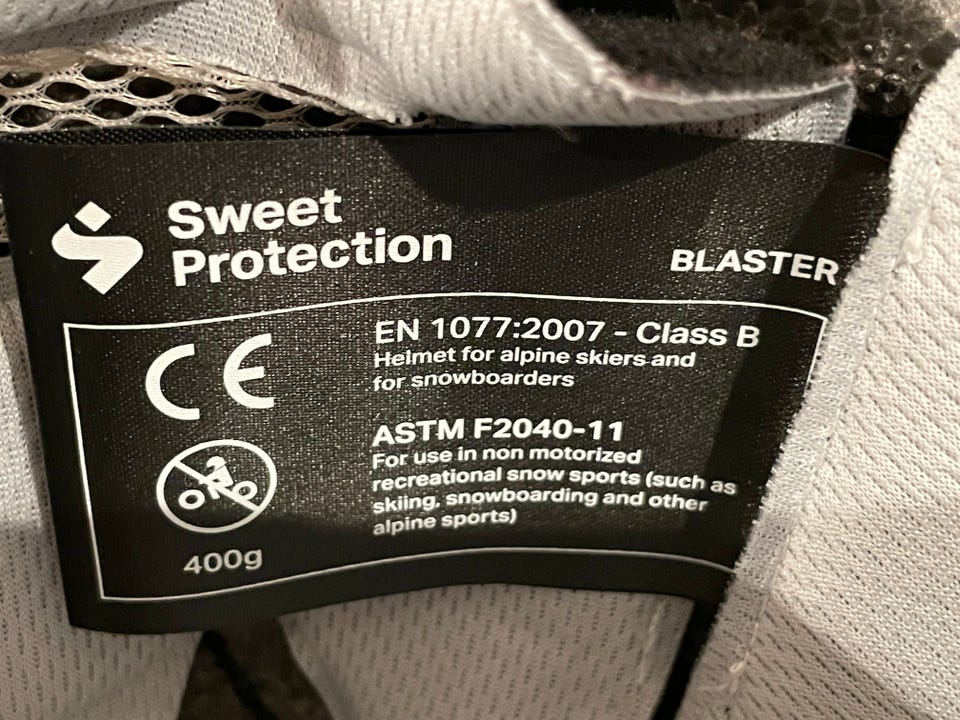 Sweet
Protection
BLASTER
CE
400g
EN 1077:2007 - Class B
Helmet for alpine skiers and
for snowboarders
ASTM F2040-11
For use in non motorized
recreational snow sports (such as
skiing, snowboarding and other
alpine sports)